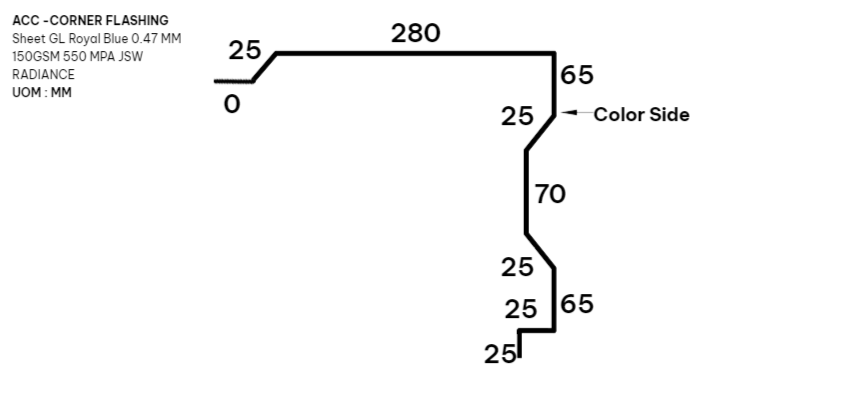 ACC -CORNER FLASHING
Sheet GL Royal Blue 0.47 MM
150GSM 550 MPA JSW
RADIANCE
UOM : MM
280
25
0
65
25
Color Side
70
25
25
65
25